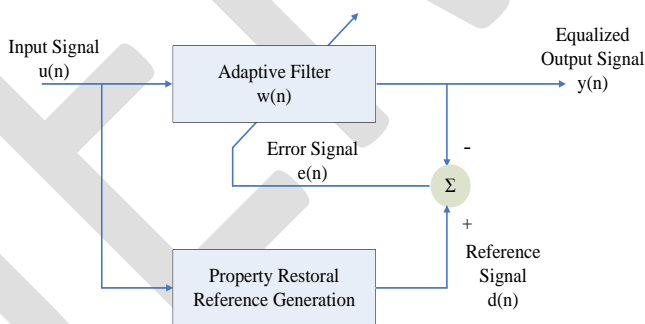 Input Signal
u(n)
Adaptive Filter
w(n)
Equalized
Output Signal
y(n)
Error Signal
e(n)
-
Σ
+
Property Restoral
Reference Generation
Reference
Signal
d(n)